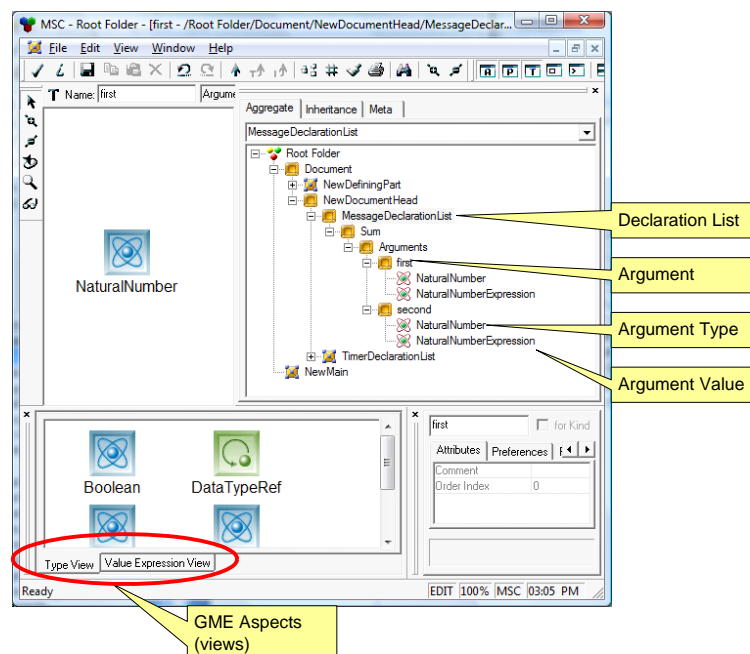 MSC - Root Folder - [first - /Root Folder/Document/NewDocumentHead/MessageDeclar...
File Edit View Window Help
Name: first Argume
Aggregate Inheritance Meta
MessageDeclarationList
Root Folder
Document
NewDefiningPart
NewDocumentHead
MessageDeclarationList
Sum
Arguments
first
NaturalNumber
NaturalNumberExpression
second
NaturalNumber
NaturalNumberExpression
TimerDeclarationList
NewMain
NaturalNumber
Declaration List
Argument
Argument Type
Argument Value
Boolean
DataTypeRef
Type View Value Expression View
first for Kind
Attributes Preferences
Comment
Order Index 0
Ready
EDIT 100% MSC 03:05 PM
GME Aspects
(views)